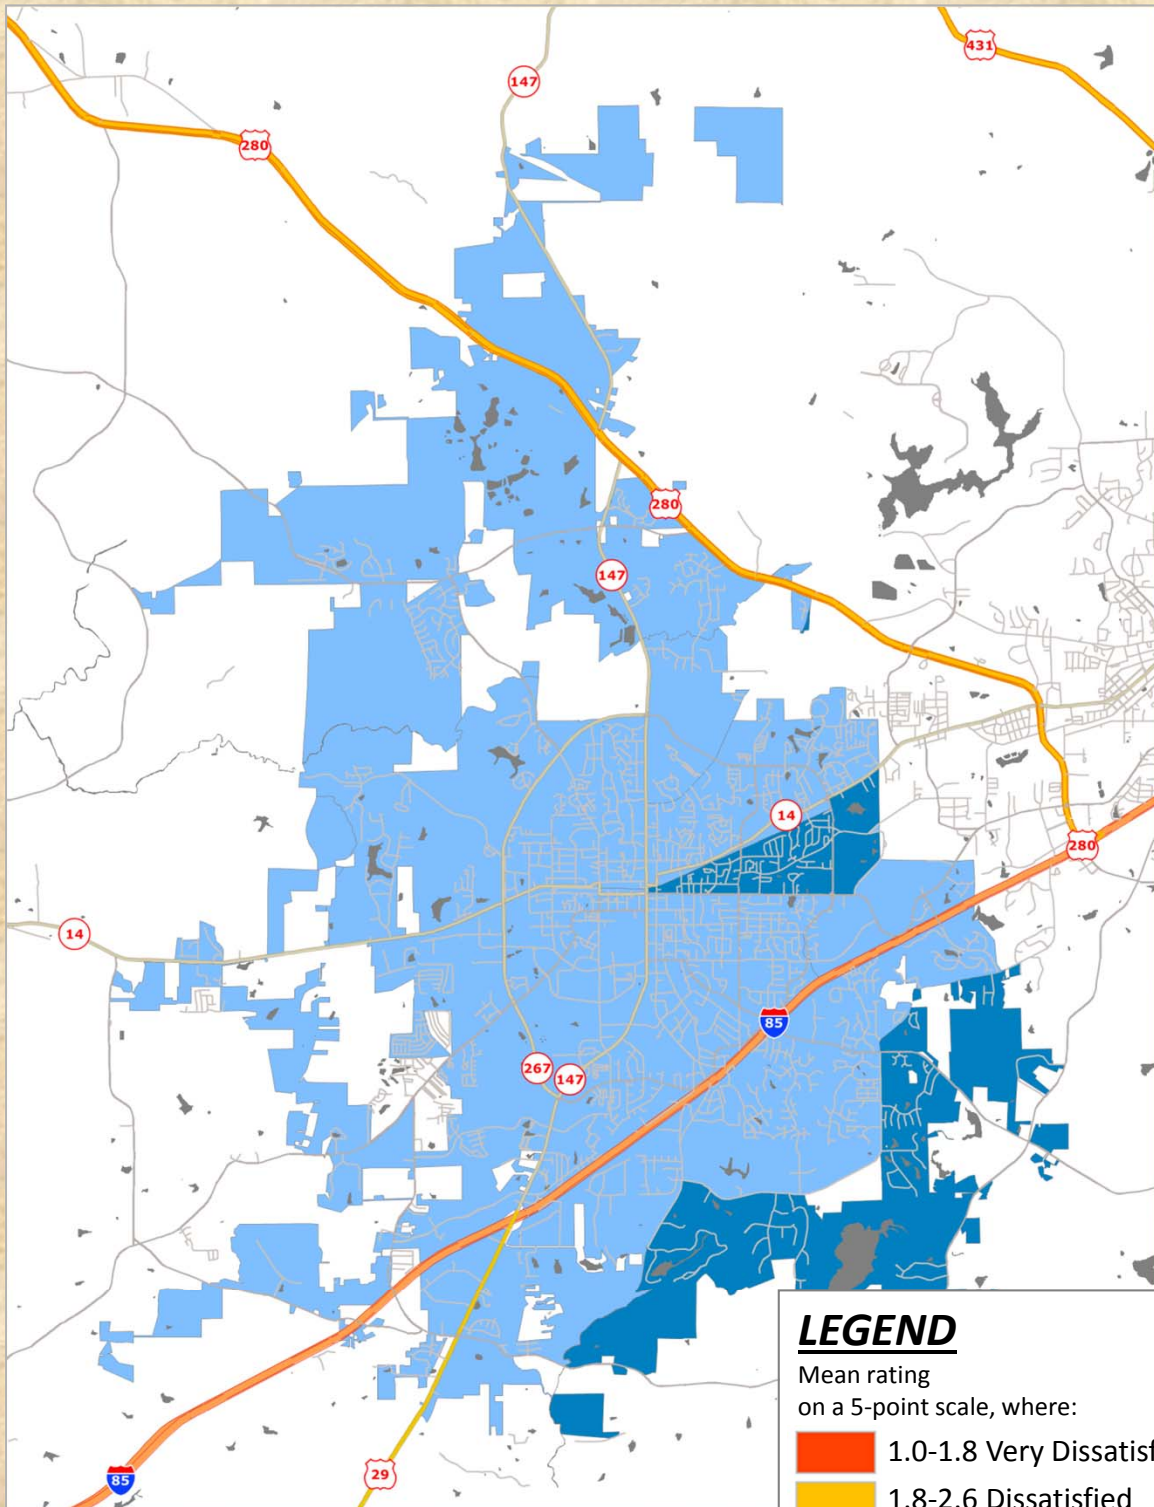 431
147
280
280
147
14
280
14
85
267
147
LEGEND
Mean rating
on a 5-point scale, where:
1.0-1.8 Very Dissatisf
1.8-2.6 Dissatisfied
29
85